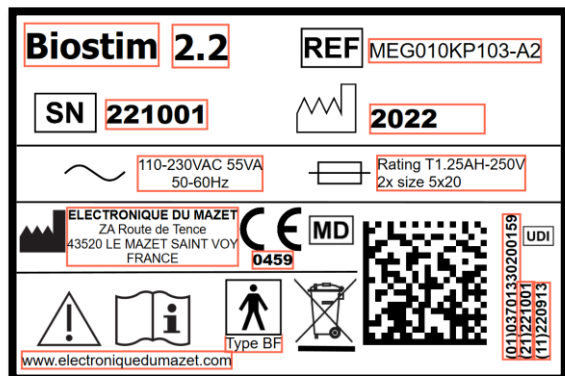 Biostim 2.2
REF MEG010KP103-A2
SN 221001
2022
110-230VAC 55VA
50-60Hz
Rating T1.25AH-250V
2x size 5x20
ELECTRONIQUE DU MAZET
ZA Route de Tence
43520 LE MAZET SAINT VOY
FRANCE
CE
0459
MD
UDI
(01)03701330200159
(21)221001
(11)220913
Type BF
www.electroniquedumazet.com